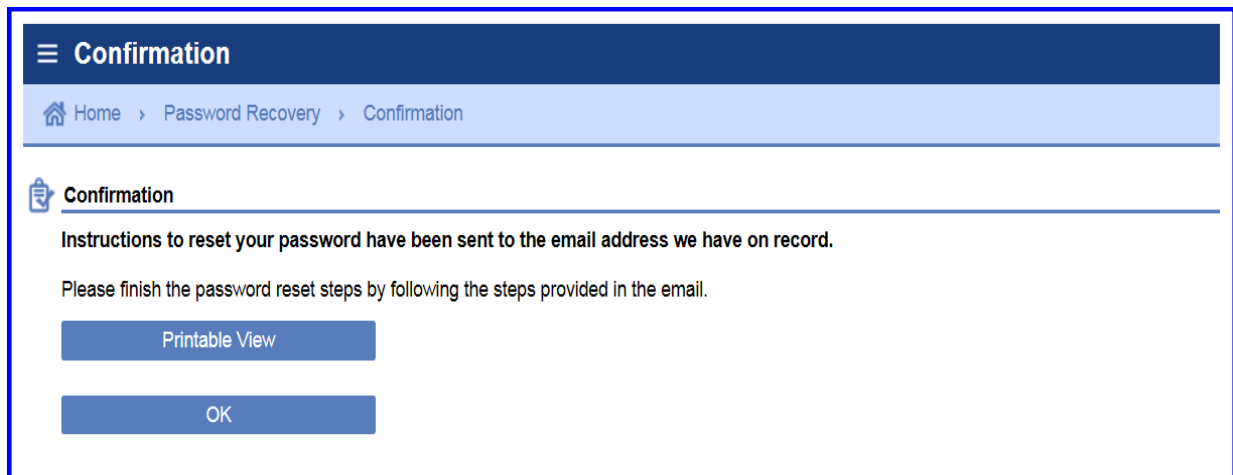 Confirmation
Home › Password Recovery › Confirmation
Confirmation
Instructions to reset your password have been sent to the email address we have on record.
Please finish the password reset steps by following the steps provided in the email.
Printable View
OK